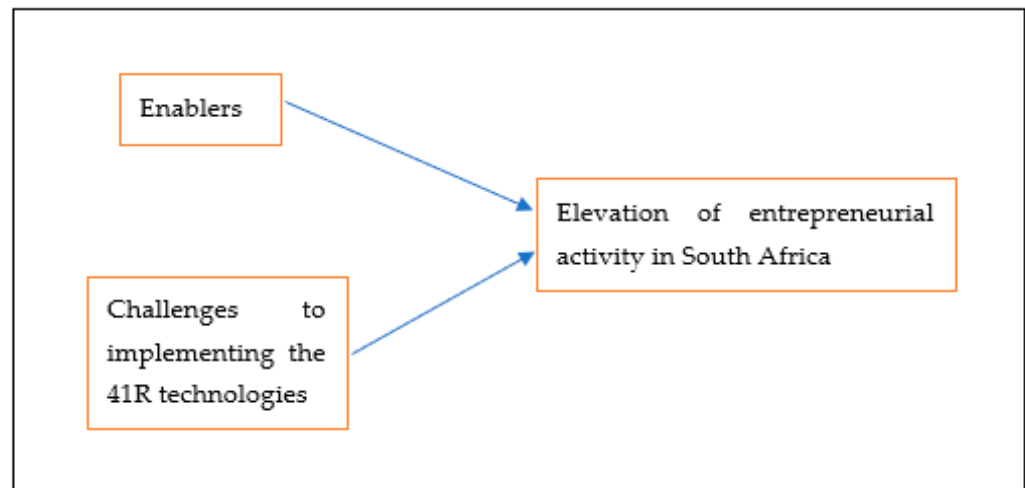 Enablers
Elevation of entrepreneurial
activity in South Africa
Challenges to
implementing the
41R technologies